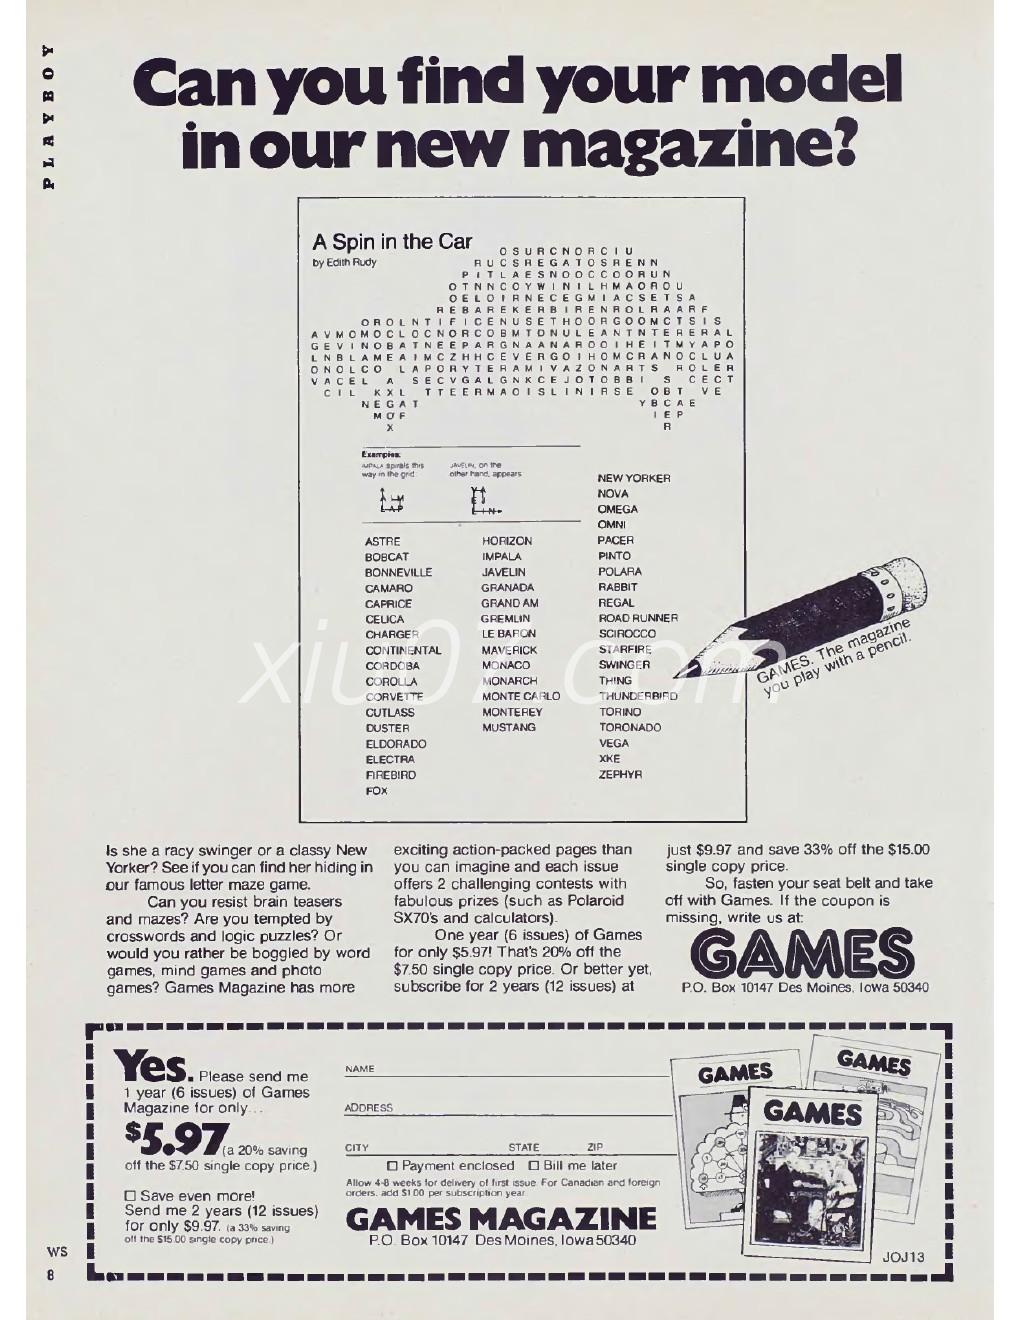 PLAYBOY
Can you find your model
in our new magazine?
A Spin in the Car
by Edith Rudy
O S U R C N O R C I U
R U C S R E G A T O S R E N N
P I T L A E S N O O C C O O R U N
O T N N C O Y W I N I L H M A O R O U
O E L O I R N E C E G M I A C S E T S A
R E B A R E K E R B I R E N R O L R A A R F
O R O L N T I F I C E N U S E T H O O R G O O M C T S I S
A V M O M O C L O C N O R C O B M T O N U L E A N T N T E R E R A L
G E V I N O B A T N E E P A R G N A A N A R O O I H E I T M Y A P O
L N B L A M E A I M C Z H H C E V E R G O I H O M C R A N O C L U A
O N O L C O L A P O R Y T E R A M I V A Z O N A R T S R O L E R
V A C E L A S E C V G A L G N K C E J O T O B B I S C E C T
C I L K X L T T E E R M A O I S L I N I R S E O B T V E
N E G A T Y B C A E
M O F I E P
X R
Examples:
IMPALA spirals this
way in the grid:
JAVELIN, on the
other hand, appears
NEW YORKER
NOVA
OMEGA
OMNI
ASTRE HORIZON PACER
BOBCAT IMPALA PINTO
BONNEVILLE JAVELIN POLARA
CAMARO GRANADA RABBIT
CAPRICE GRAND AM REGAL
CELICA GREMLIN ROAD RUNNER
CHARGER LE BARON SCIROCCO
CONTINENTAL MAVERICK STARFIRE
CORDOBA MONACO SWINGER
COROLLA MONARCH THING
CORVETTE MONTE CARLO THUNDERBIRD
CUTLASS MONTEREY TORINO
DUSTER MUSTANG TORONADO
ELDORADO VEGA
ELECTRA XKE
FIREBIRD ZEPHYR
FOX
GAMES. The magazine
you play with a pencil.
xiu07.com
Is she a racy swinger or a classy New
Yorker? See if you can find her hiding in
our famous letter maze game.
Can you resist brain teasers
and mazes? Are you tempted by
crosswords and logic puzzles? Or
would you rather be boggled by word
games, mind games and photo
games? Games Magazine has more
exciting action-packed pages than
you can imagine and each issue
offers 2 challenging contests with
fabulous prizes (such as Polaroid
SX70's and calculators).
One year (6 issues) of Games
for only $5.97! That's 20% off the
$7.50 single copy price. Or better yet,
subscribe for 2 years (12 issues) at
just $9.97 and save 33% off the $15.00
single copy price.
So, fasten your seat belt and take
off with Games. If the coupon is
missing, write us at:
GAMES
P.O. Box 10147 Des Moines, Iowa 50340
Yes. Please send me
1 year (6 issues) of Games
Magazine for only...
$5.97 (a 20% saving
off the $7.50 single copy price.)
Save even more!
Send me 2 years (12 issues)
for only $9.97. (a 33% saving
off the $15.00 single copy price.)
NAME
ADDRESS
CITY STATE ZIP
Payment enclosed Bill me later
Allow 4-8 weeks for delivery of first issue. For Canadian and foreign
orders, add $1.00 per subscription year.
GAMES MAGAZINE
P.O. Box 10147 Des Moines, Iowa 50340
GAMES
GAMES
GAMES
JOJ13
WS
8